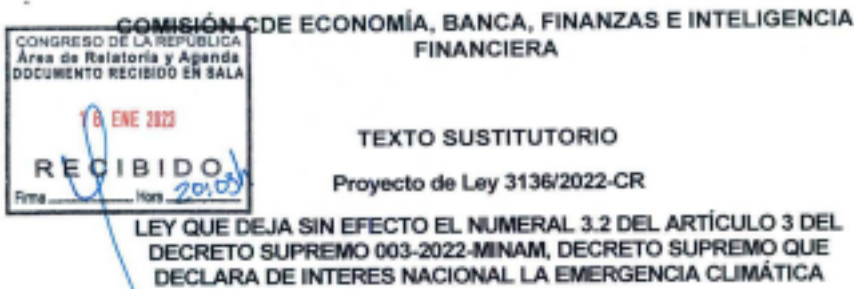 COMISIÓN CDE ECONOMÍA, BANCA, FINANZAS E INTELIGENCIA
FINANCIERA
CONGRESO DE LA REPÚBLICA
Área de Relatoría y Agenda
DOCUMENTO RECIBIDO EN SALA
16 ENE 2023
RECIBIDO
Firma Hora 20:03h
TEXTO SUSTITUTORIO
Proyecto de Ley 3136/2022-CR
LEY QUE DEJA SIN EFECTO EL NUMERAL 3.2 DEL ARTÍCULO 3 DEL
DECRETO SUPREMO 003-2022-MINAM, DECRETO SUPREMO QUE
DECLARA DE INTERES NACIONAL LA EMERGENCIA CLIMÁTICA